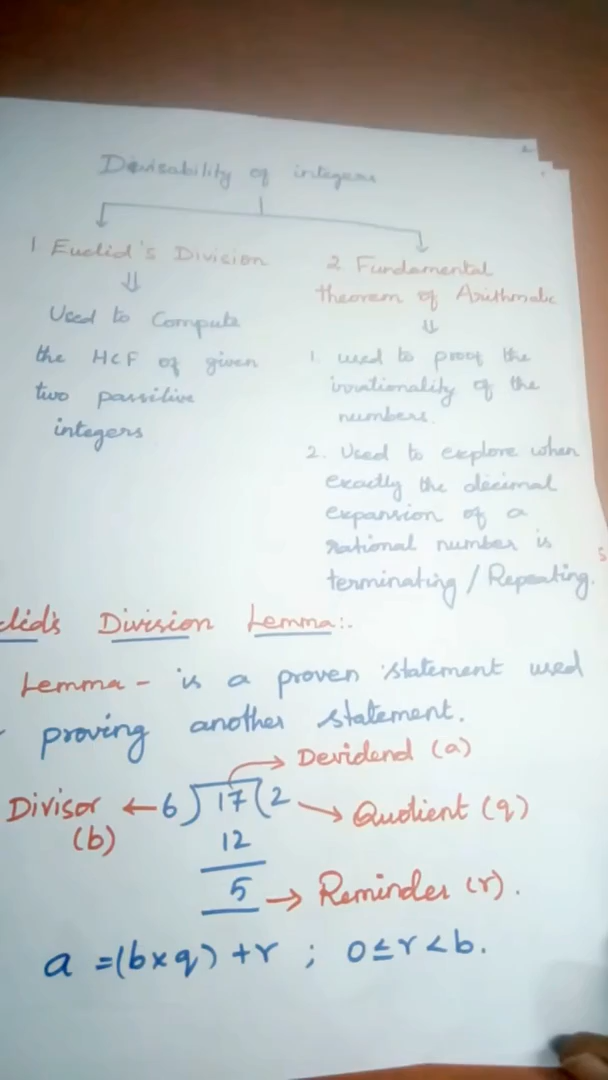 Devisability of integers
1 Euclid's Division
Used to Compute
the HCF of given
two passitive
integers
2 Fundamental
theorem of Arithmatic
1. used to proof the
irrationality of the
numbers.
2. Used to explore when
exactly the decimal
expansion of a
rational number is
terminating / Repeating.
clid's Division Lemma:.
Lemma - is a proven statement used
proving another statement.
Devidend (a)
Divisor ← 6 ) 17 ( 2 → Quotient (q)
(b)
12
5 → Reminder (r).
a = (b×q) + r ; 0≤r<b.